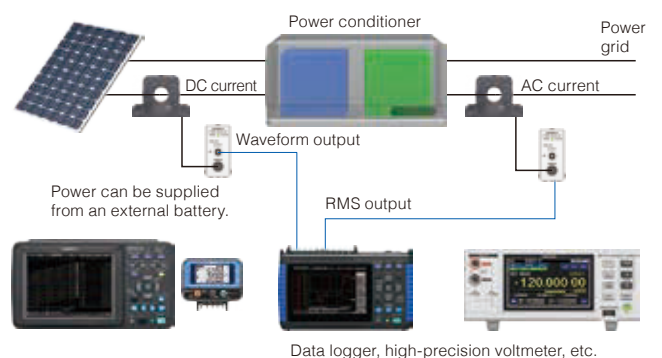 Power conditioner
Power
grid
DC current
AC current
Waveform output
Power can be supplied
from an external battery.
RMS output
-120.000 00
Data logger, high-precision voltmeter, etc.